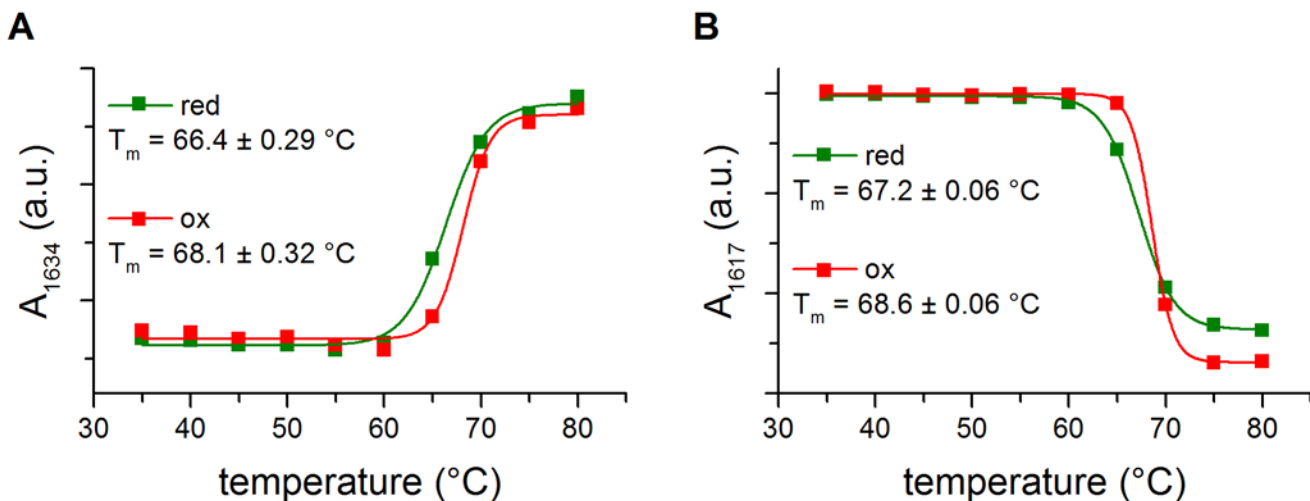 A
red
T_m = 66.4 ± 0.29 °C
ox
T_m = 68.1 ± 0.32 °C
A_1634 (a.u.)
30 40 50 60 70 80
temperature (°C)
B
red
T_m = 67.2 ± 0.06 °C
ox
T_m = 68.6 ± 0.06 °C
A_1617 (a.u.)
30 40 50 60 70 80
temperature (°C)